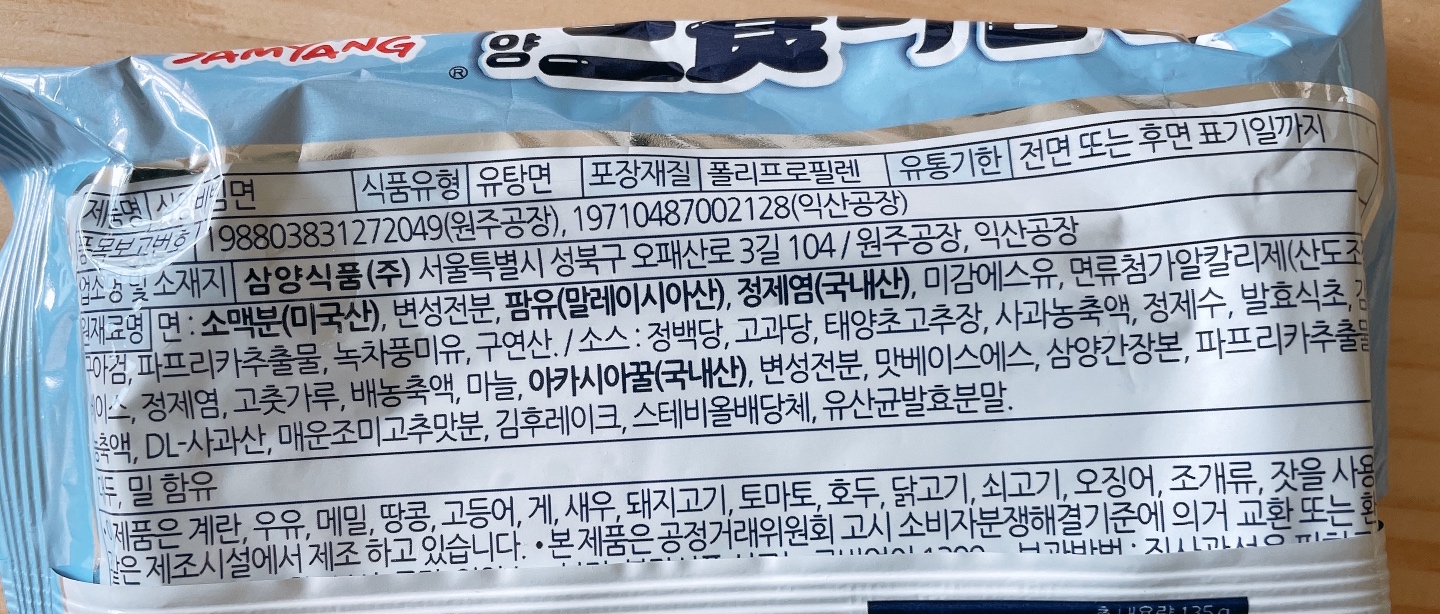 SAMYANG
®
양
제품명 비빔면 식품유형 유탕면 포장재질 폴리프로필렌 유통기한 전면 또는 후면 표기일까지
품목보고번호 198803831272049(원주공장), 19710487002128(익산공장)
업소명 및 소재지 삼양식품(주) 서울특별시 성북구 오패산로 3길 104 / 원주공장, 익산공장
원재료명 면 : 소맥분(미국산), 변성전분, 팜유(말레이시아산), 정제염(국내산), 미감에스유, 면류첨가알칼리제(산도조
구아검, 파프리카추출물, 녹차풍미유, 구연산. / 소스 : 정백당, 고과당, 태양초고추장, 사과농축액, 정제수, 발효식초,
정제염, 고춧가루, 배농축액, 마늘, 아카시아꿀(국내산), 변성전분, 맛베이스에스, 삼양간장본, 파프리카추출물
농축액, DL-사과산, 매운조미고추맛분, 김후레이크, 스테비올배당체, 유산균발효분말.
대두, 밀 함유
제품은 계란, 우유, 메밀, 땅콩, 고등어, 게, 새우, 돼지고기, 토마토, 호두, 닭고기, 쇠고기, 오징어, 조개류, 잣을 사용
같은 제조시설에서 제조하고 있습니다. • 본 제품은 공정거래위원회 고시 소비자분쟁해결기준에 의거 교환 또는